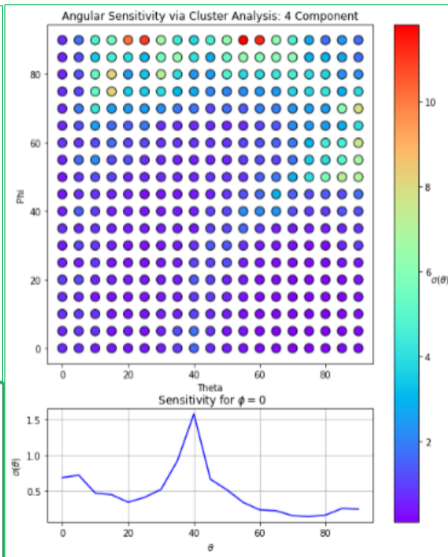 Angular Sensitivity via Cluster Analysis: 4 Component
80
60
40
20
0
Phi
0 20 40 60 80
Theta
10
8
6
4
2
σ(θ)
Sensitivity for ϕ = 0
1.5
1.0
0.5
σ(θ)
0 20 40 60 80
θ